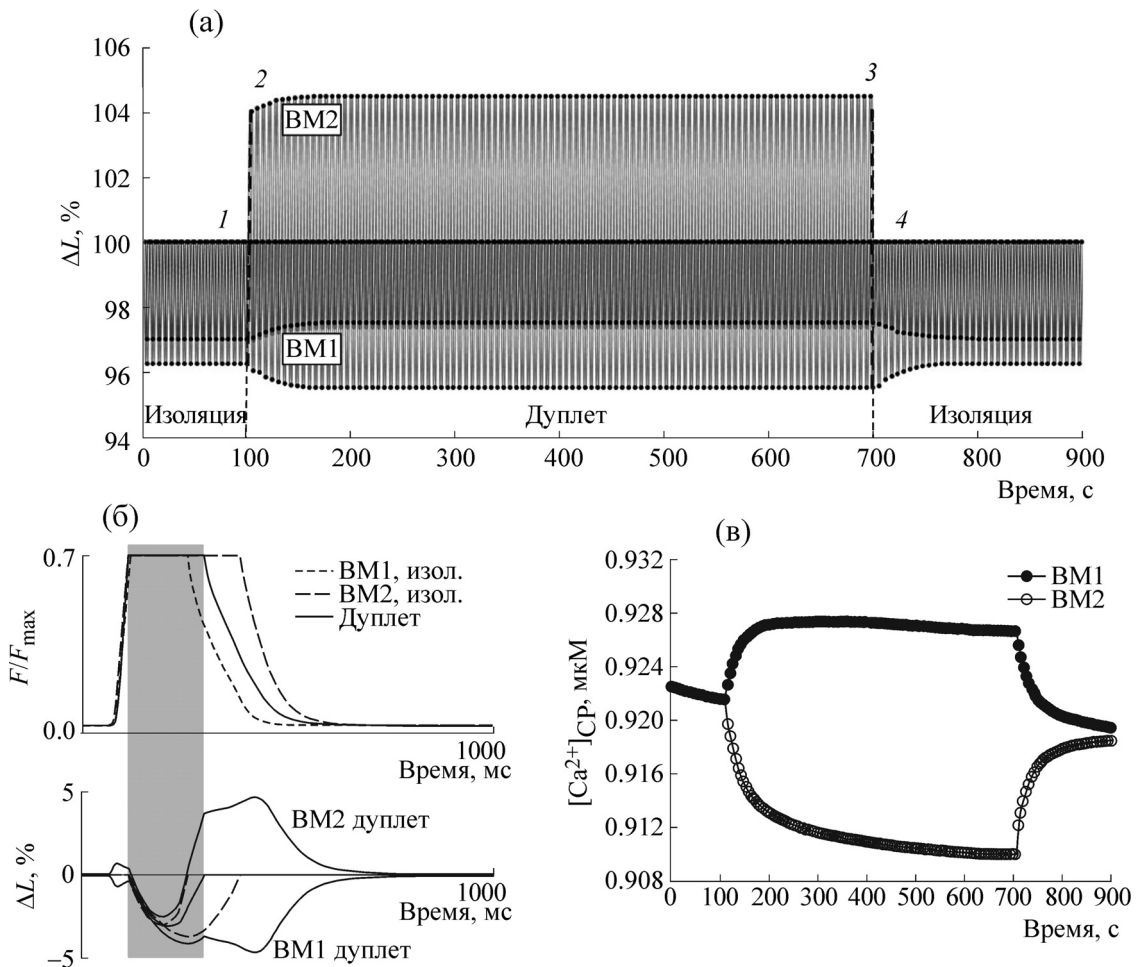 (а)
106
104
102
100
98
96
94
ΔL, %
1
2
3
4
ВМ2
ВМ1
Изоляция
Дуплет
Изоляция
0 100 200 300 400 500 600 700 800 900
Время, с
(б)
0.7
0.0
F/Fmax
ВМ1, изол.
ВМ2, изол.
Дуплет
1000
Время, мс
5
0
−5
ΔL, %
ВМ2 дуплет
1000
Время, мс
ВМ1 дуплет
(в)
0.932
0.928
0.924
0.920
0.916
0.912
0.908
[Ca2+]СР, мкМ
ВМ1
ВМ2
0 100 200 300 400 500 600 700 800 900
Время, с